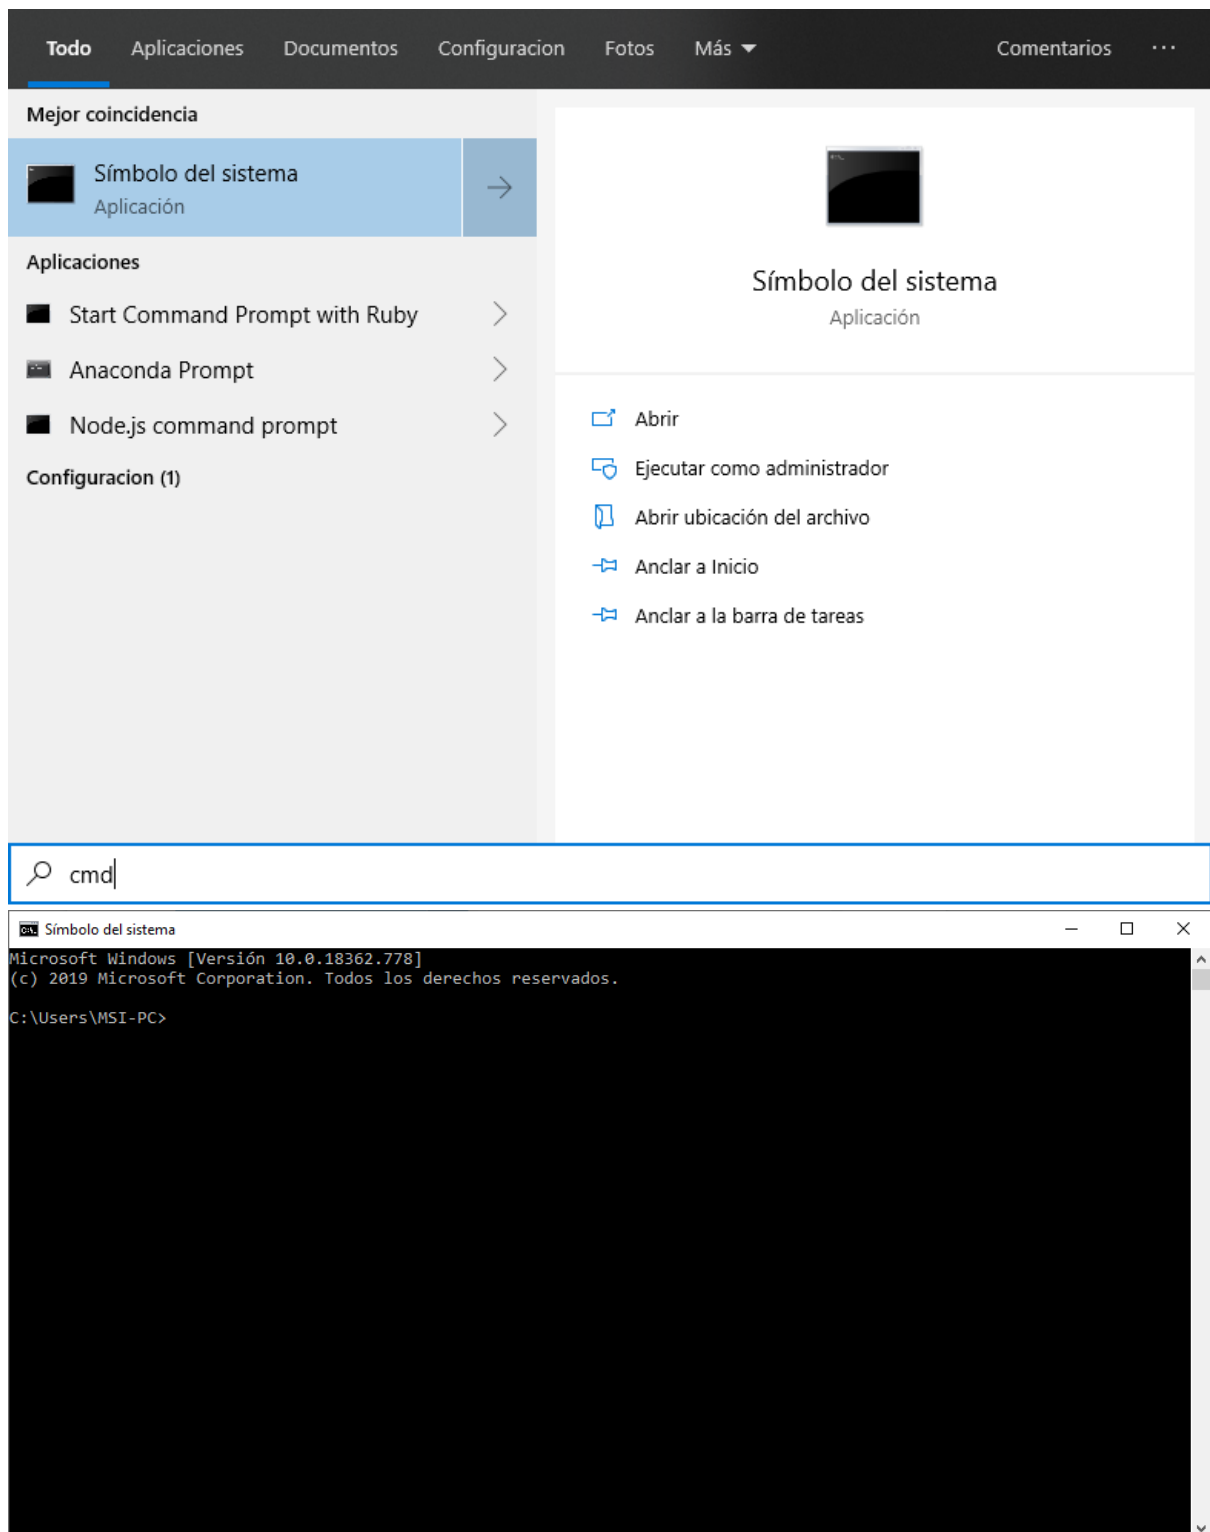 Todo Aplicaciones Documentos Configuracion Fotos Más Comentarios ...
Mejor coincidencia
Símbolo del sistema
Aplicación
Aplicaciones
Start Command Prompt with Ruby
Anaconda Prompt
Node.js command prompt
Configuracion (1)
Símbolo del sistema
Aplicación
Abrir
Ejecutar como administrador
Abrir ubicación del archivo
Anclar a Inicio
Anclar a la barra de tareas
cmd
Símbolo del sistema
Microsoft Windows [Versión 10.0.18362.778]
(c) 2019 Microsoft Corporation. Todos los derechos reservados.
C:\Users\MSI-PC>